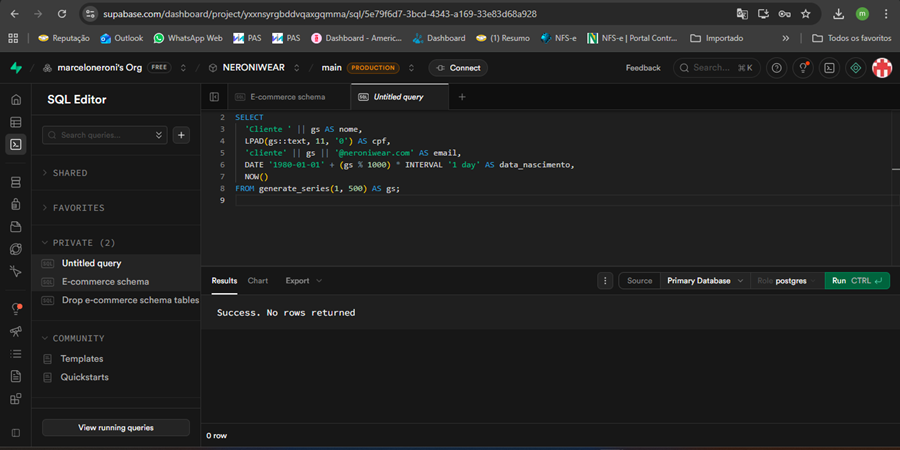 supabase.com/dashboard/project/yxxnsyrgbddvqaxgqmma/sql/5e79f6d7-3bcd-4343-a169-33e83d68a928
m
Reputação
Outlook
WhatsApp Web
PAS
PAS
Dashboard - Americ...
Dashboard
(1) Resumo
NFS-e
NFS-e | Portal Contr...
Importado
»
Todos os favoritos
marceloneroni's Org
FREE
NERONIWEAR
main
PRODUCTION
Connect
Feedback
Search...
⌘K
SQL Editor
Search queries...
SHARED
FAVORITES
PRIVATE (2)
SQL Untitled query
SQL E-commerce schema
SQL Drop e-commerce schema tables
COMMUNITY
Templates
Quickstarts
View running queries
SQL E-commerce schema
SQL Untitled query
2 SELECT
3 'Cliente ' || gs AS nome,
4 LPAD(gs::text, 11, '0') AS cpf,
5 'cliente' || gs || '@neroniwear.com' AS email,
6 DATE '1980-01-01' + (gs % 1000) * INTERVAL '1 day' AS data_nascimento,
7 NOW()
8 FROM generate_series(1, 500) AS gs;
9
Results
Chart
Export
Source
Primary Database
Role postgres
Run CTRL
Success. No rows returned
0 row